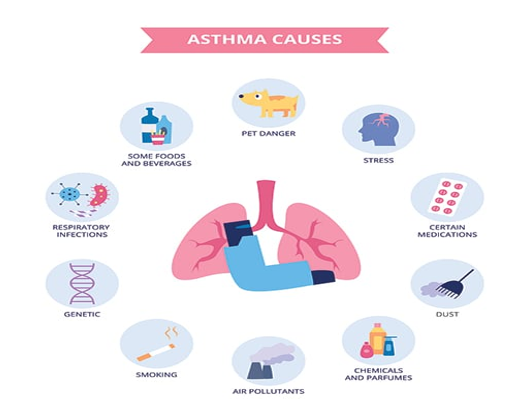 ASTHMA CAUSES
PET DANGER
SOME FOODS
AND BEVERAGES
STRESS
RESPIRATORY
INFECTIONS
CERTAIN
MEDICATIONS
GENETIC
DUST
SMOKING
CHEMICALS
AND PARFUMES
AIR POLLUTANTS